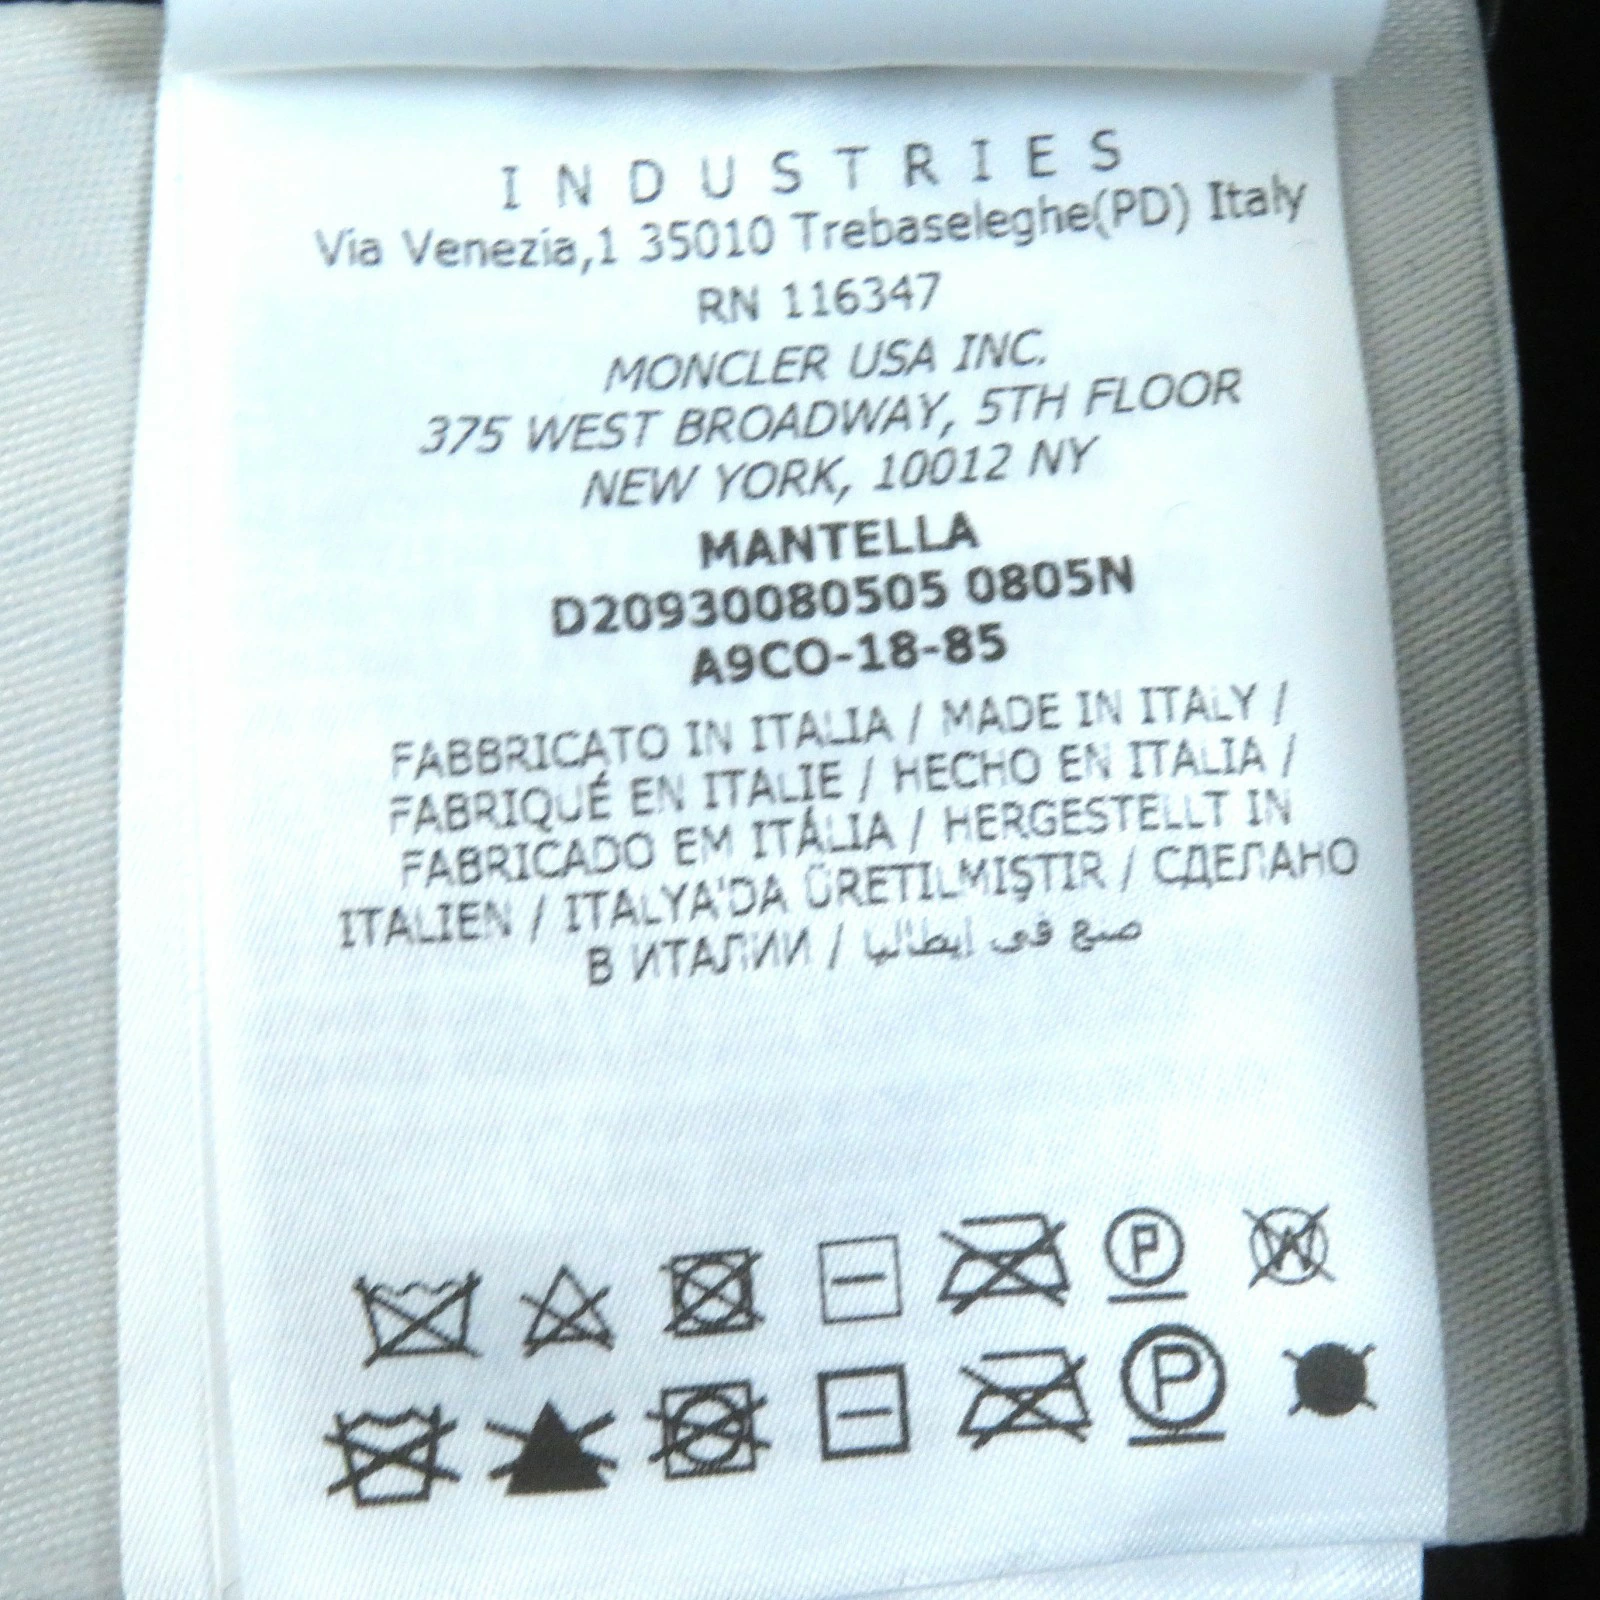 INDUSTRIES
Via Venezia,1 35010 Trebaseleghe(PD) Italy
RN 116347
MONCLER USA INC.
375 WEST BROADWAY, 5TH FLOOR
NEW YORK, 10012 NY
MANTELLA
D20930080505 0805N
A9CO-18-85
FABBRICATO IN ITALIA / MADE IN ITALY /
FABRIQUÉ EN ITALIE / HECHO EN ITALIA /
FABRICADO EM ITÁLIA / HERGESTELLT IN
ITALIEN / ITALYA'DA ÜRETILMIŞTIR / СДЕЛАНО
В ИТАЛИИ / صنع في ايطاليا
P W
P